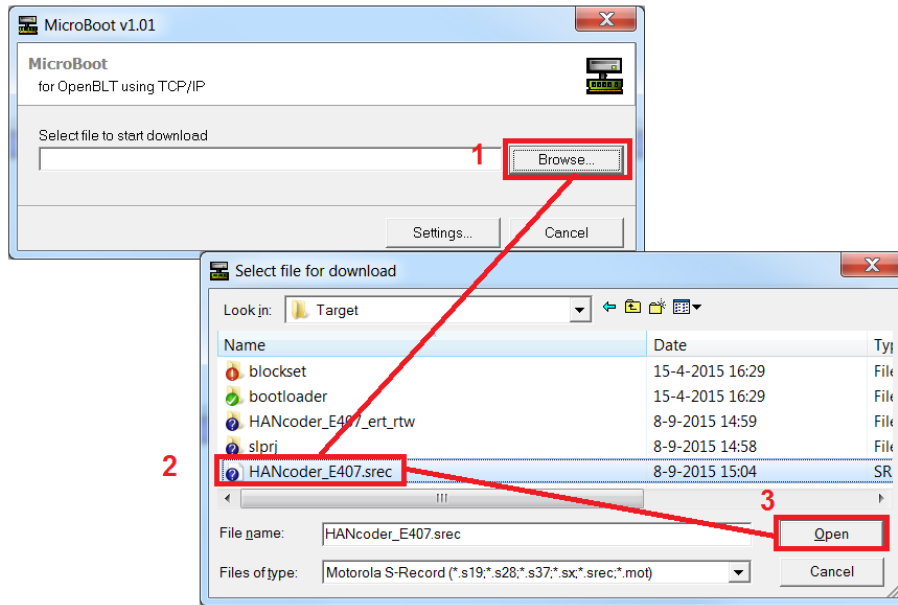 MicroBoot v1.01
MicroBoot
for OpenBLT using TCP/IP
Select file to start download
1
Browse...
Settings...
Cancel
Select file for download
Look in:
Target
Name Date Typ
blockset 15-4-2015 16:29 File
bootloader 15-4-2015 16:29 File
HANcoder_E407_ert_rtw 8-9-2015 14:59 File
slprj 8-9-2015 14:58 File
2
HANcoder_E407.srec 8-9-2015 15:04 SR
3
File name: HANcoder_E407.srec Open
Files of type: Motorola S-Record (*.s19;*.s28;*.s37;*.sx;*.srec;*.mot) Cancel